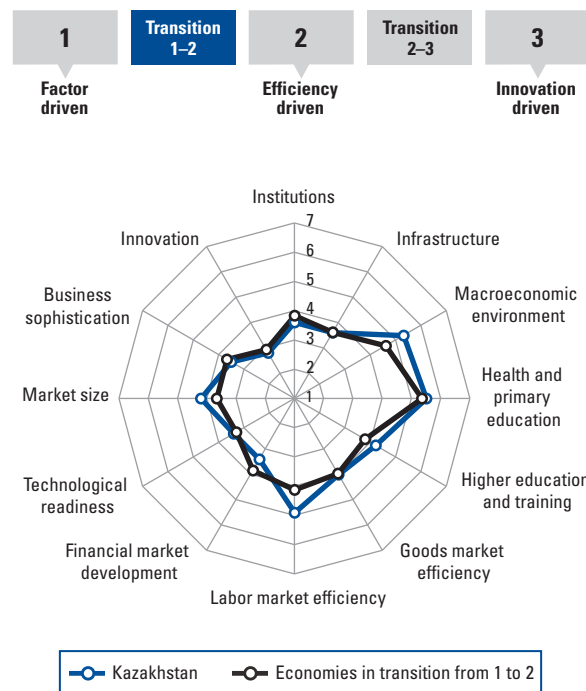 1
Transition
1–2
2
Transition
2–3
3
Factor
driven
Efficiency
driven
Innovation
driven
Institutions
Infrastructure
Macroeconomic
environment
Health and
primary
education
Higher education
and training
Goods market
efficiency
Labor market efficiency
Financial market
development
Technological
readiness
Market size
Business
sophistication
Innovation
7
6
5
4
3
2
1
Kazakhstan
Economies in transition from 1 to 2